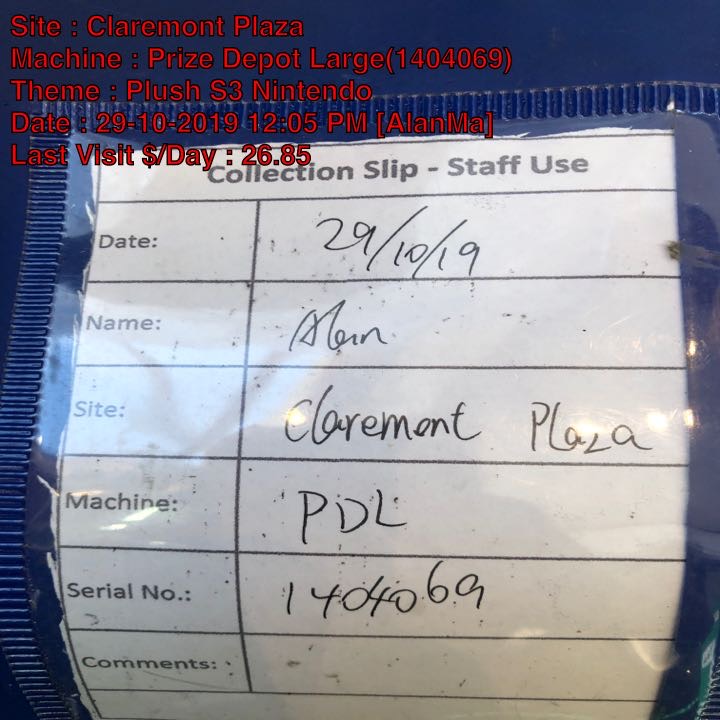 Site : Claremont Plaza
Machine : Prize Depot Large(1404069)
Theme : Plush S3 Nintendo
Date : 29-10-2019 12:05 PM [AlanMa]
Last Visit $/Day : 26.85
Collection Slip - Staff Use
Date: 29/10/19
Name: Alan
Site: Claremont Plaza
Machine: PDL
Serial No.: 1404069
Comments: